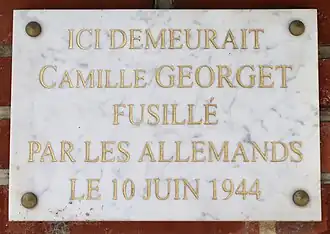 ICI DEMEURAIT
CAMILLE GEORGET
FUSILLÉ
PAR LES ALLEMANDS
LE 10 JUIN 1944